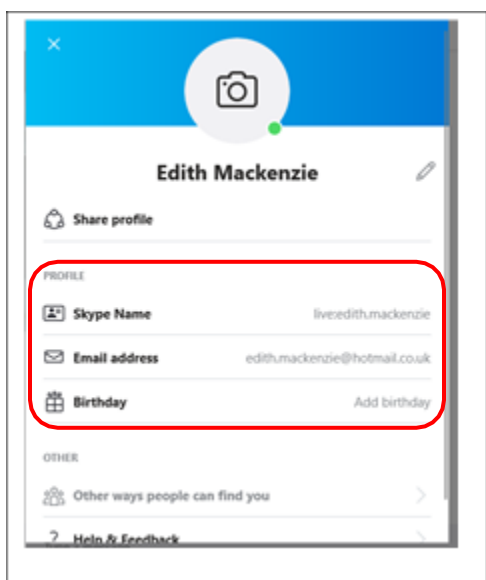 Edith Mackenzie
Share profile
PROFILE
Skype Name live:edith.mackenzie
Email address edith.mackenzie@hotmail.co.uk
Birthday Add birthday
OTHER
Other ways people can find you
Help & Feedback